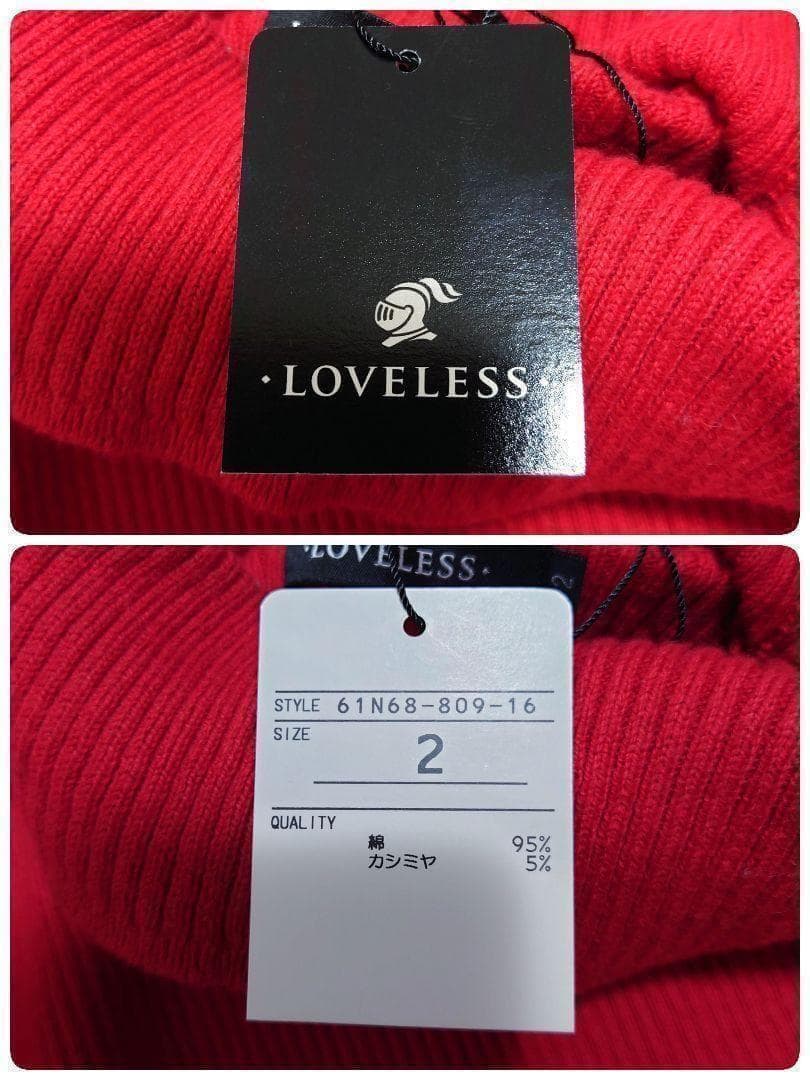 ·LOVELESS·
LOVELESS·
2
STYLE 61N68-809-16
SIZE
2
QUALITY
綿 95%
カシミヤ 5%